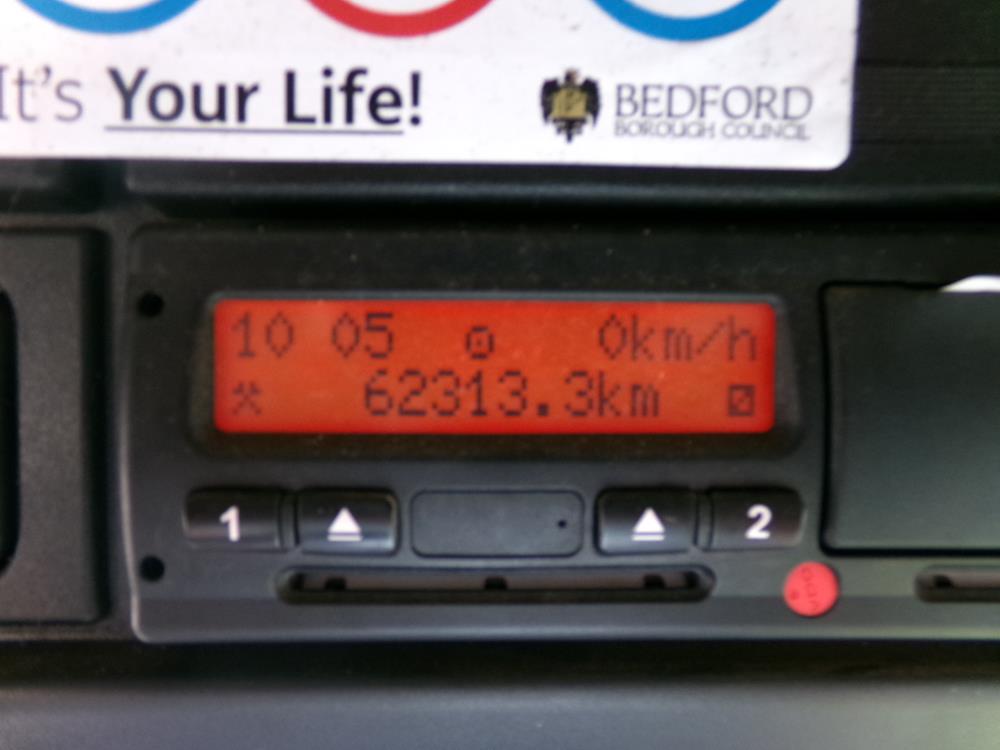 It's Your Life!
BEDFORD
BOROUGH COUNCIL
10 05 0km/h
62313.3km
1 2